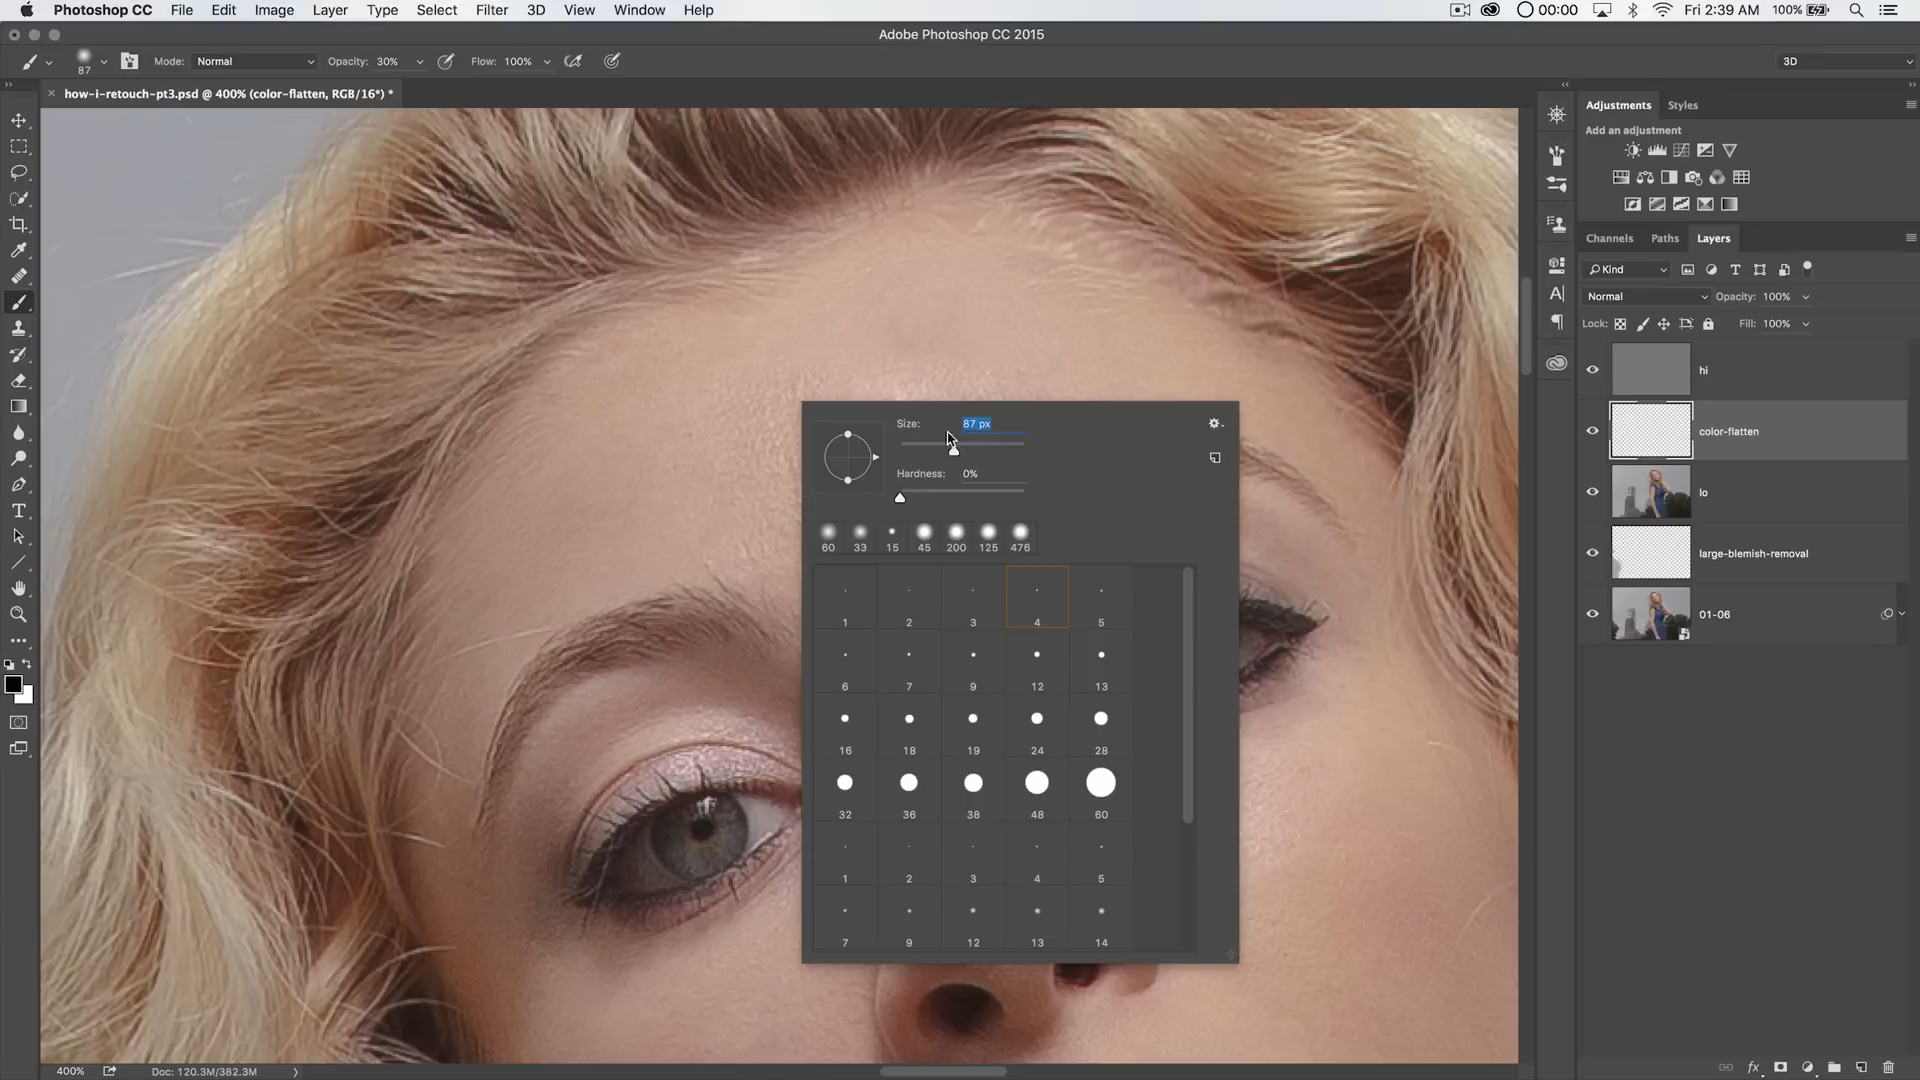 Photoshop CC File Edit Image Layer Type Select Filter 3D View Window Help 00:00 Fri 2:39 AM 100%
Adobe Photoshop CC 2015
87 Mode: Normal Opacity: 30% Flow: 100% 3D
how-i-retouch-pt3.psd @ 400% (color-flatten, RGB/16*) *
Adjustments Styles
Add an adjustment
Channels Paths Layers
Kind
Normal Opacity: 100%
Lock: Fill: 100%
hi
color-flatten
lo
large-blemish-removal
01-06
Size: 87 px
Hardness: 0%
60 33 15 45 200 125 476
1 2 3 4 5
6 7 9 12 13
16 18 19 24 28
32 36 38 48 60
1 2 3 4 5
7 9 12 13 14
400% Doc: 120.3M/382.3M